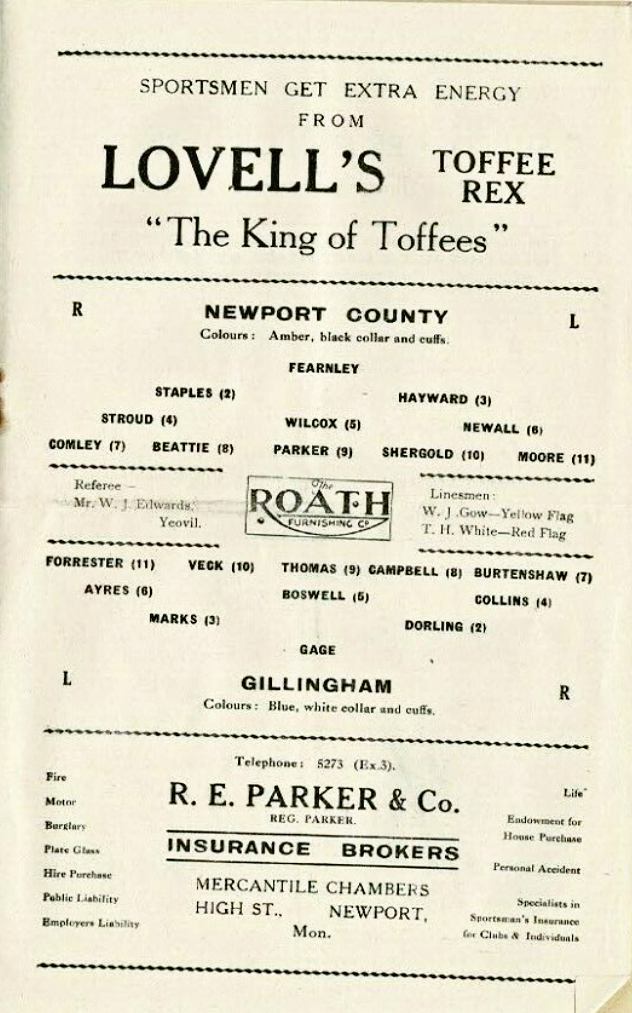 SPORTSMEN GET EXTRA ENERGY
FROM
LOVELL'S TOFFEE REX
"The King of Toffees"
R NEWPORT COUNTY L
Colours: Amber, black collar and cuffs.
FEARNLEY
STAPLES (2) HAYWARD (3)
STROUD (4) WILCOX (5) NEWALL (6)
COMLEY (7) BEATTIE (8) PARKER (9) SHERGOLD (10) MOORE (11)
Referee –
Mr. W. J. Edwards,
Yeovil.
The
ROATH
FURNISHING Co
Linesmen:
W. J. Gow—Yellow Flag
T. H. White—Red Flag
FORRESTER (11) VECK (10) THOMAS (9) CAMPBELL (8) BURTENSHAW (7)
AYRES (6) BOSWELL (5) COLLINS (4)
MARKS (3) DORLING (2)
GAGE
L GILLINGHAM R
Colours: Blue, white collar and cuffs.
Telephone: 5273 (Ex.3).
R. E. PARKER & Co.
REG. PARKER.
INSURANCE BROKERS
MERCANTILE CHAMBERS
HIGH ST., NEWPORT,
Mon.
Fire
Motor
Burglary
Plate Glass
Hire Purchase
Public Liability
Employers Liability
Life
Endowment for
House Purchase
Personal Accident
Specialists in
Sportsman's Insurance
for Clubs & Individuals